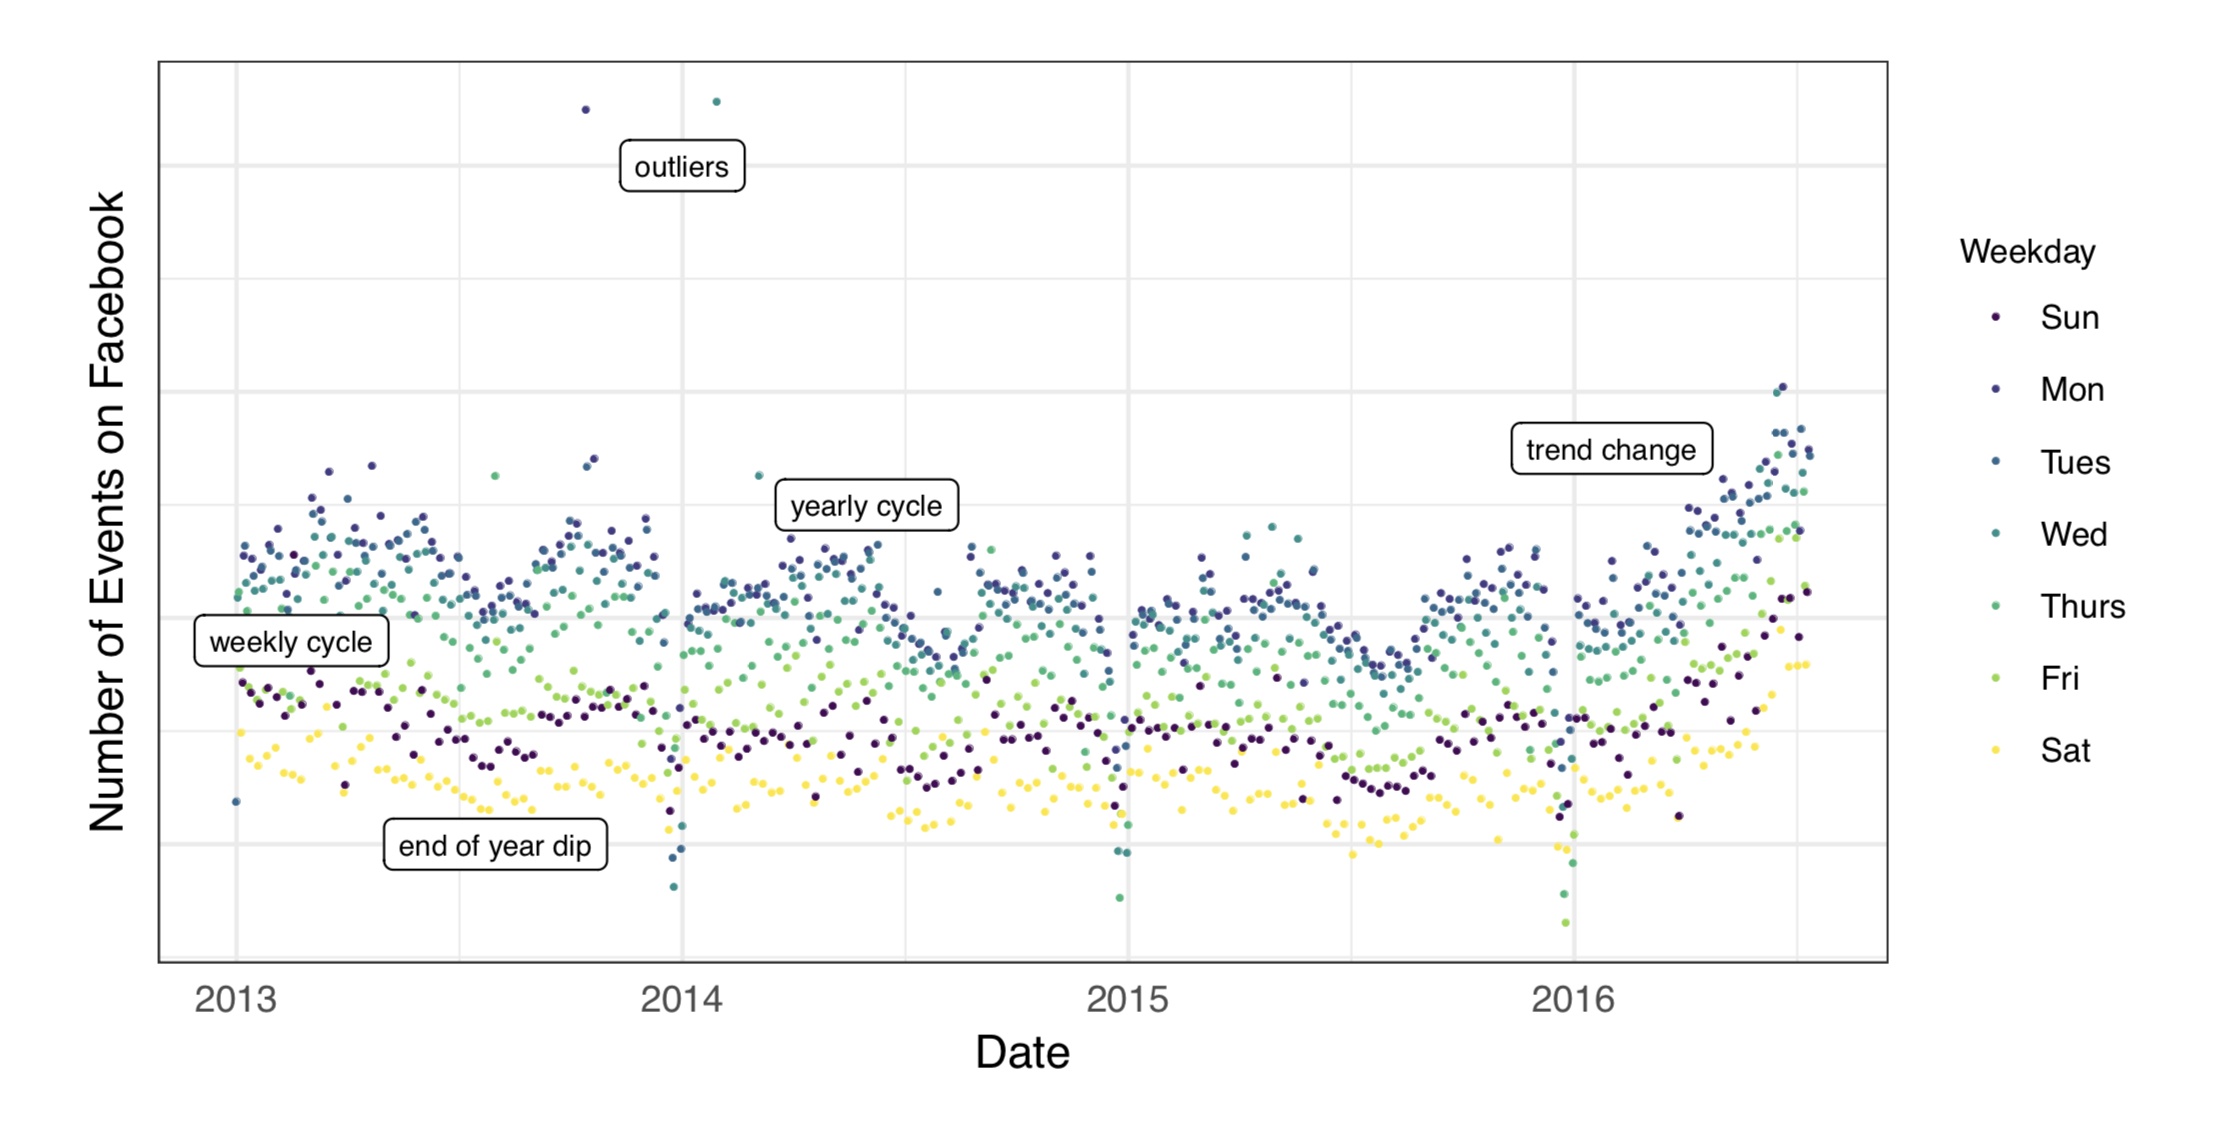 outliers
yearly cycle
trend change
weekly cycle
end of year dip
Number of Events on Facebook
2013
2014
2015
2016
Date
Weekday
Sun
Mon
Tues
Wed
Thurs
Fri
Sat